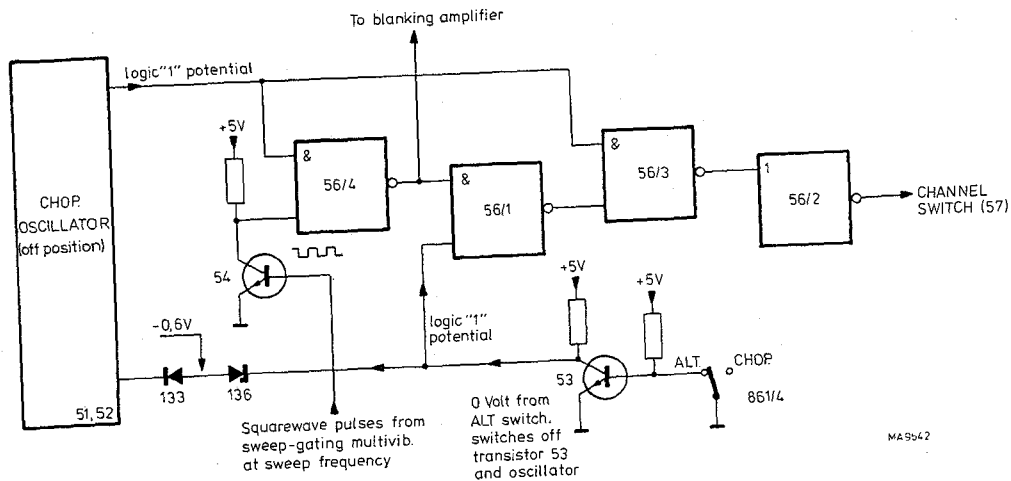 To blanking amplifier
logic "1" potential
+5V
&
56/4
&
56/1
&
56/3
1
56/2
CHANNEL
SWITCH (57)
CHOP.
OSCILLATOR
(off position)
54
-0,6V
133
136
51,52
logic "1"
potential
+5V
+5V
53
ALT.
CHOP.
861/4
Squarewave pulses from
sweep-gating multivib.
at sweep frequency
0 Volt from
ALT switch.
switches off
transistor 53
and oscillator
MA9542